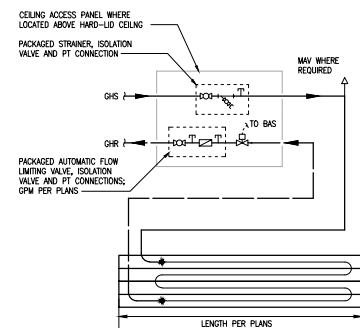 CEILING ACCESS PANEL WHERE
LOCATED ABOVE HARD-LID CEILNG
PACKAGED STRAINER, ISOLATION
VALVE AND PT CONNECTION
MAV WHERE
REQUIRED
GHS
TO BAS
GHR
PACKAGED AUTOMATIC FLOW
LIMITING VALVE, ISOLATION
VALVE AND PT CONNECTIONS;
GPM PER PLANS
LENGTH PER PLANS